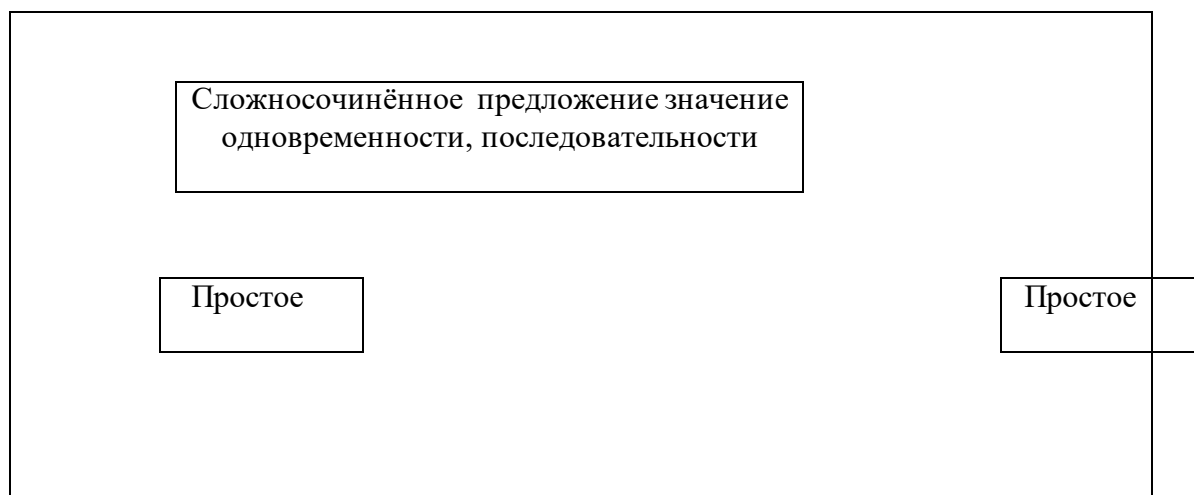 Сложносочинённое предложение значение
одновременности, последовательности
Простое
Простое